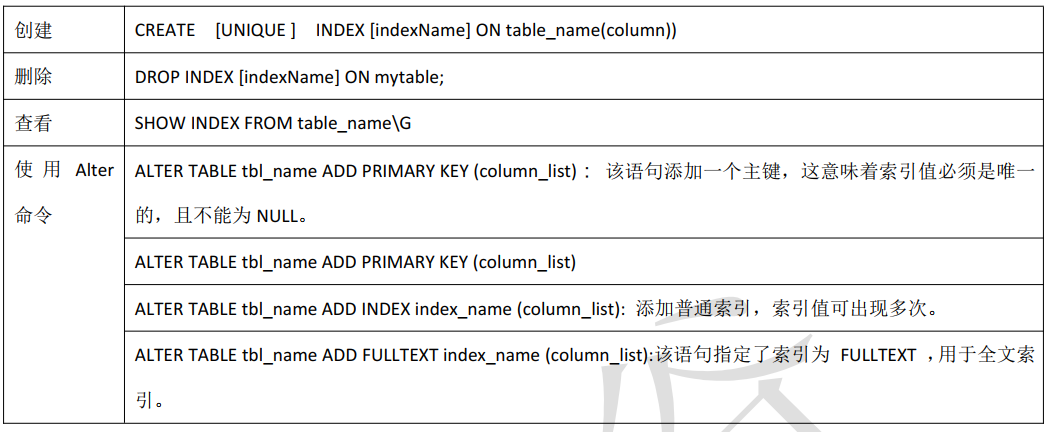 创建 CREATE [UNIQUE ] INDEX [indexName] ON table_name(column))
删除 DROP INDEX [indexName] ON mytable;
查看 SHOW INDEX FROM table_name\G
使 用 Alter ALTER TABLE tbl_name ADD PRIMARY KEY (column_list) : 该语句添加一个主键，这意味着索引值必须是唯一
命令 的，且不能为 NULL。
ALTER TABLE tbl_name ADD PRIMARY KEY (column_list)
ALTER TABLE tbl_name ADD INDEX index_name (column_list): 添加普通索引，索引值可出现多次。
ALTER TABLE tbl_name ADD FULLTEXT index_name (column_list):该语句指定了索引为 FULLTEXT ，用于全文索
引。